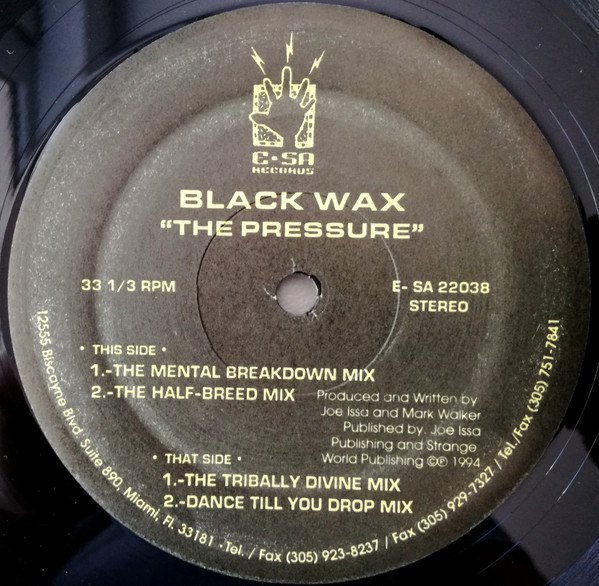 E·SA
RECORDS
BLACK WAX
"THE PRESSURE"
33 1/3 RPM
E- SA 22038
STEREO
• THIS SIDE •
1.-THE MENTAL BREAKDOWN MIX
2.-THE HALF-BREED MIX
Produced and Written by
Joe Issa and Mark Walker
Published by. Joe Issa
Publishing and Strange
World Publishing ©℗ 1994
• THAT SIDE •
1.-THE TRIBALLY DIVINE MIX
2.-DANCE TILL YOU DROP MIX
12555 Biscayne Blvd. Suite 890, Miami, Fl. 33181 · Tel. / Fax (305) 923-8237 / Fax (305) 929-7327 / Tel./Fax (305) 751-7841